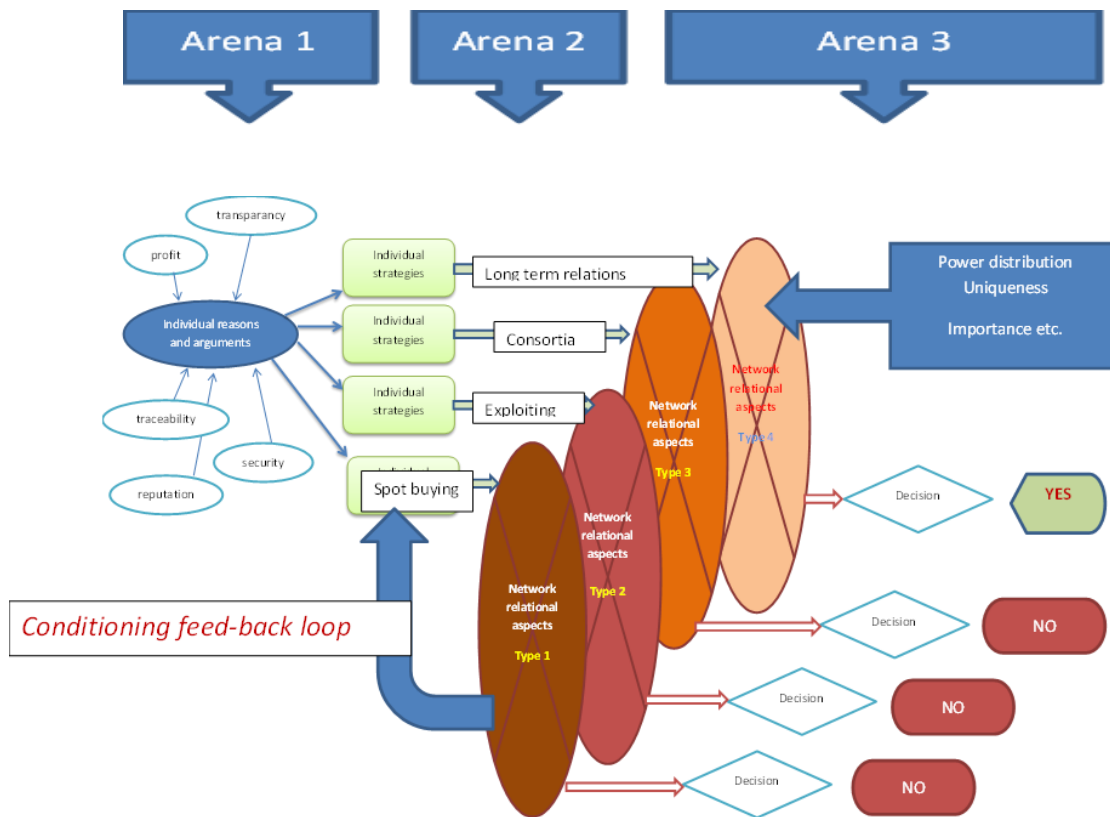 Arena 1
Arena 2
Arena 3
transparancy
profit
Individual reasons
and arguments
traceability
security
reputation
Individual
strategies
Long term relations
Individual
strategies
Consortia
Individual
strategies
Exploiting
Spot buying
Power distribution
Uniqueness
Importance etc.
Network
relational
aspects
Type 4
Network
relational
aspects
Type 3
Network
relational
aspects
Type 2
Network
relational
aspects
Type 1
Conditioning feed-back loop
Decision
YES
Decision
NO
Decision
NO
Decision
NO